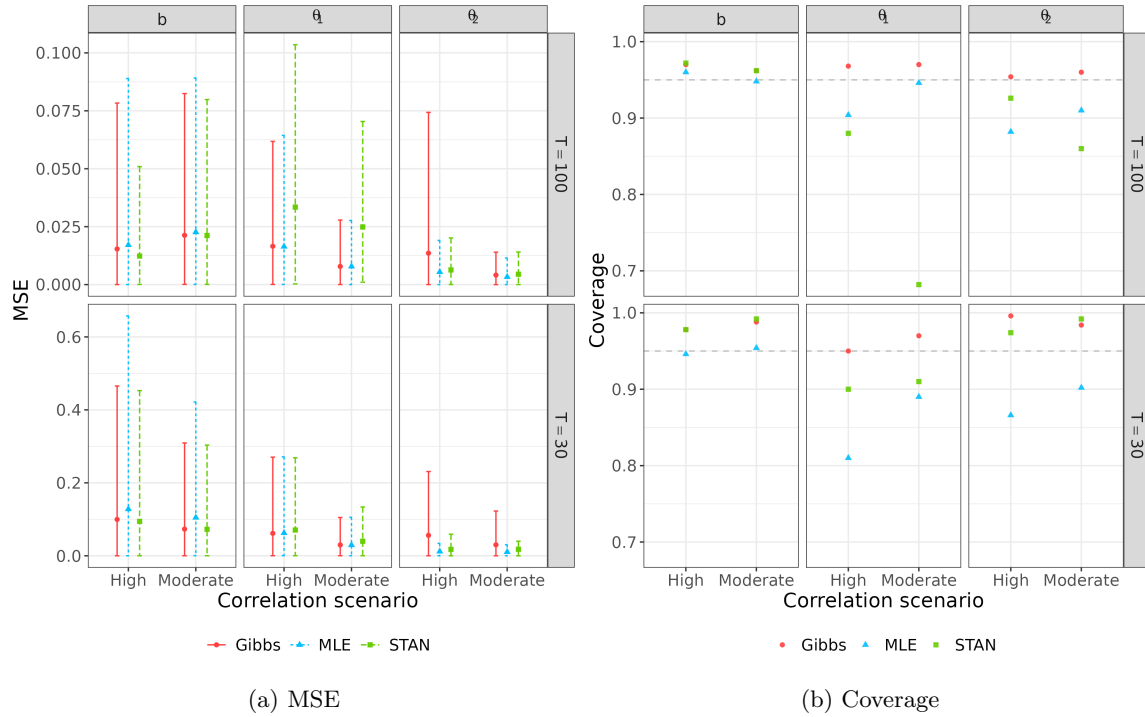 b θ1 θ2
b θ1 θ2
MSE
0.100
0.075
0.050
0.025
0.000
T = 100
0.6
0.4
0.2
0.0
T = 30
High Moderate High Moderate High Moderate
Correlation scenario
Gibbs MLE STAN
(a) MSE
Coverage
1.0
0.9
0.8
0.7
T = 100
1.0
0.9
0.8
0.7
T = 30
High Moderate High Moderate High Moderate
Correlation scenario
Gibbs MLE STAN
(b) Coverage